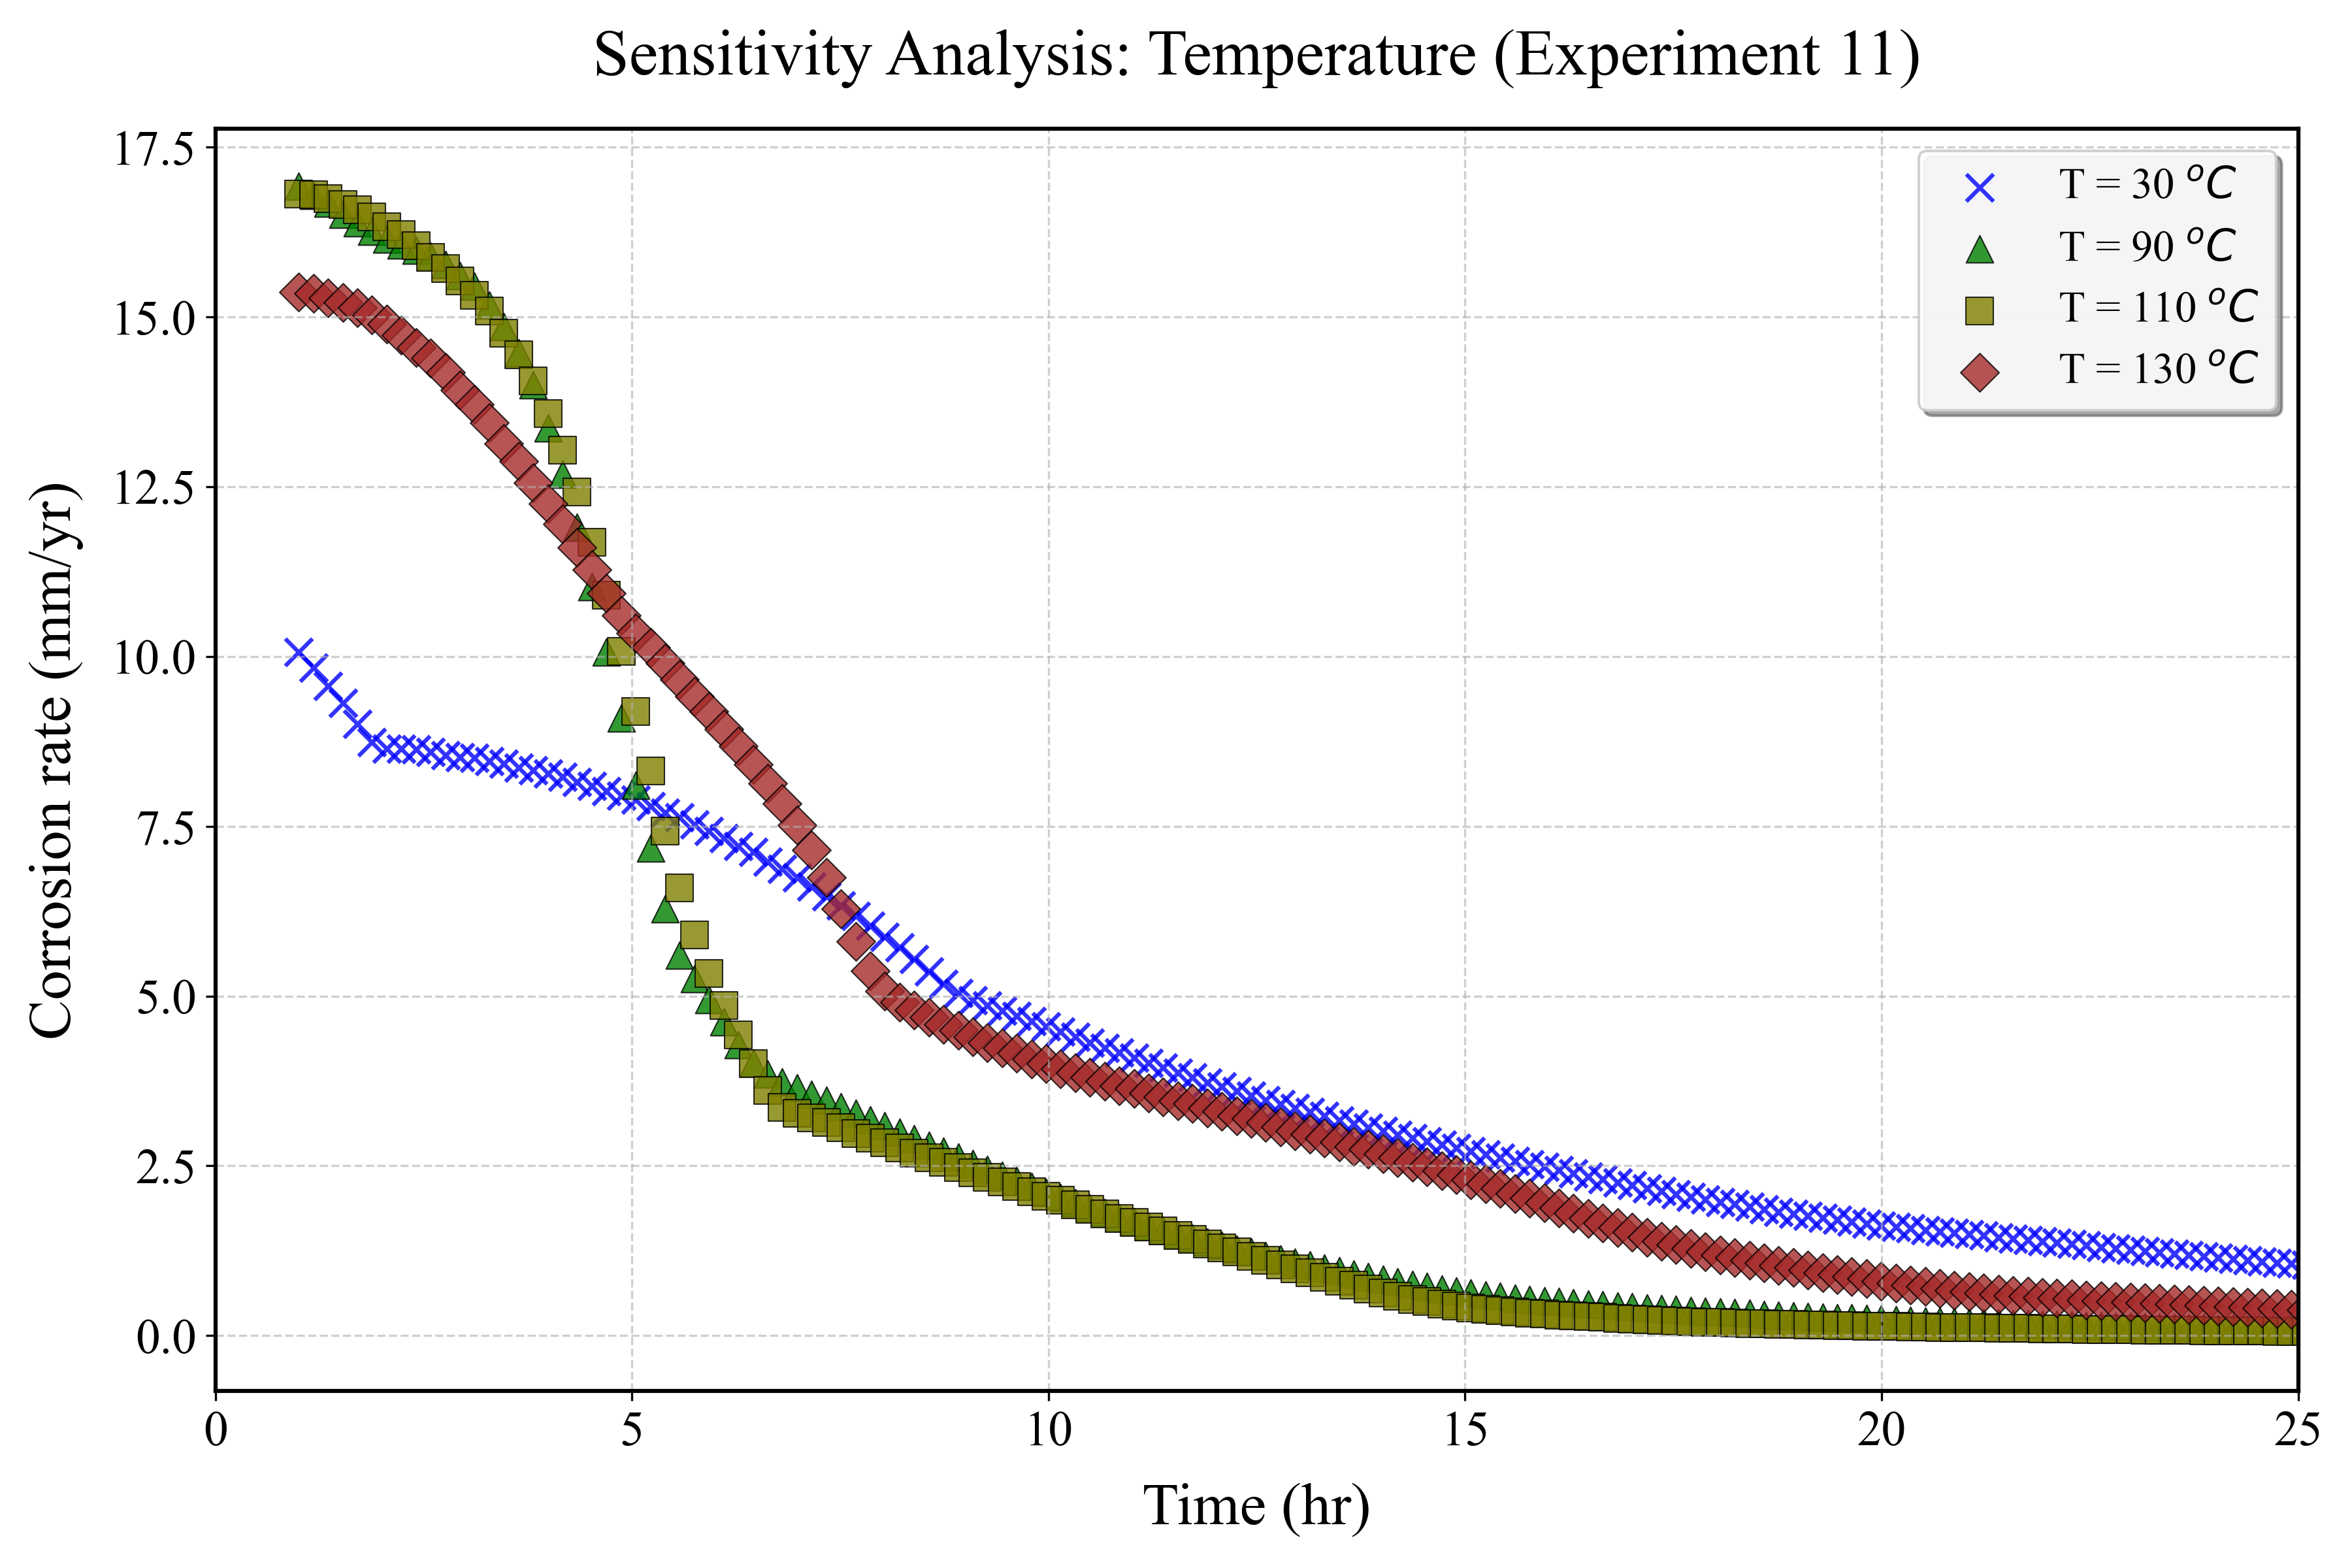 Sensitivity Analysis: Temperature (Experiment 11)
17.5
15.0
12.5
10.0
7.5
5.0
2.5
0.0
Corrosion rate (mm/yr)
T = 30 °C
T = 90 °C
T = 110 °C
T = 130 °C
0 5 10 15 20 25
Time (hr)